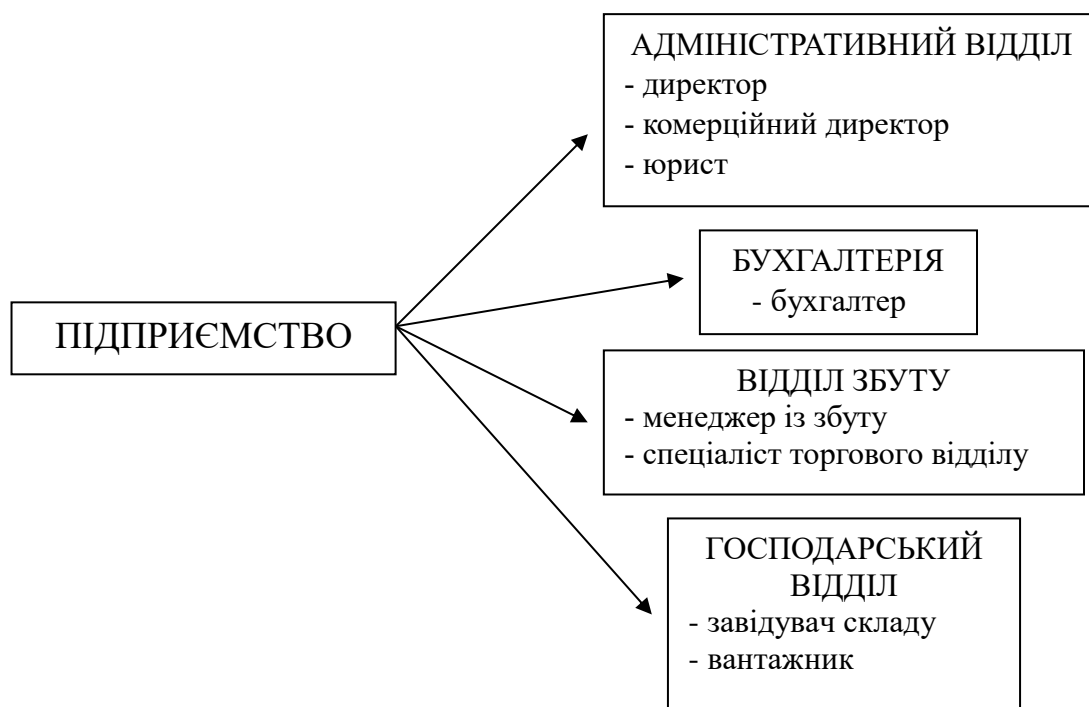 АДМІНІСТРАТИВНИЙ ВІДДІЛ
- директор
- комерційний директор
- юрист
БУХГАЛТЕРІЯ
- бухгалтер
ПІДПРИЄМСТВО
ВІДДІЛ ЗБУТУ
- менеджер із збуту
- спеціаліст торгового відділу
ГОСПОДАРСЬКИЙ
ВІДДІЛ
- завідувач складу
- вантажник